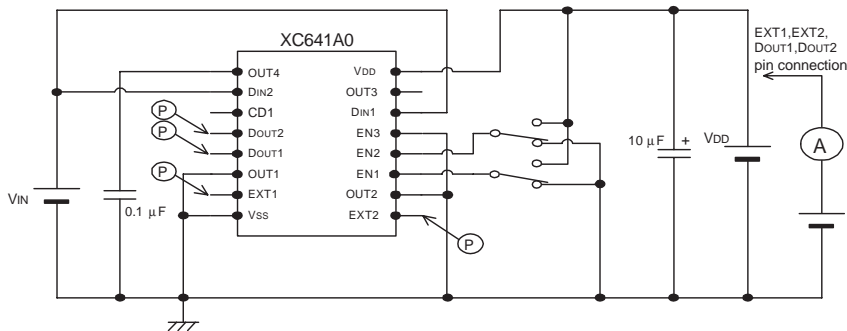 XC641A0
EXT1,EXT2,
DOUT1,DOUT2
pin connection
OUT4
DIN2
CD1
DOUT2
DOUT1
OUT1
EXT1
VSS
VDD
OUT3
DIN1
EN3
EN2
EN1
OUT2
EXT2
P
P
P
P
VIN
0.1 μF
10 μF
+
VDD
A